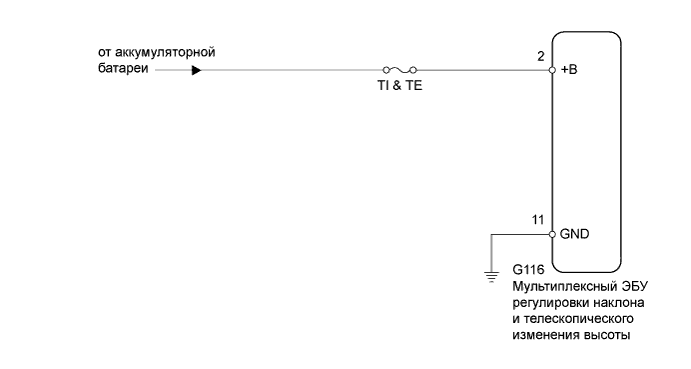 от аккумуляторной
батареи
TI & TE
2
+B
11
GND
G116
Мультиплексный ЭБУ
регулировки наклона
и телескопического
изменения высоты